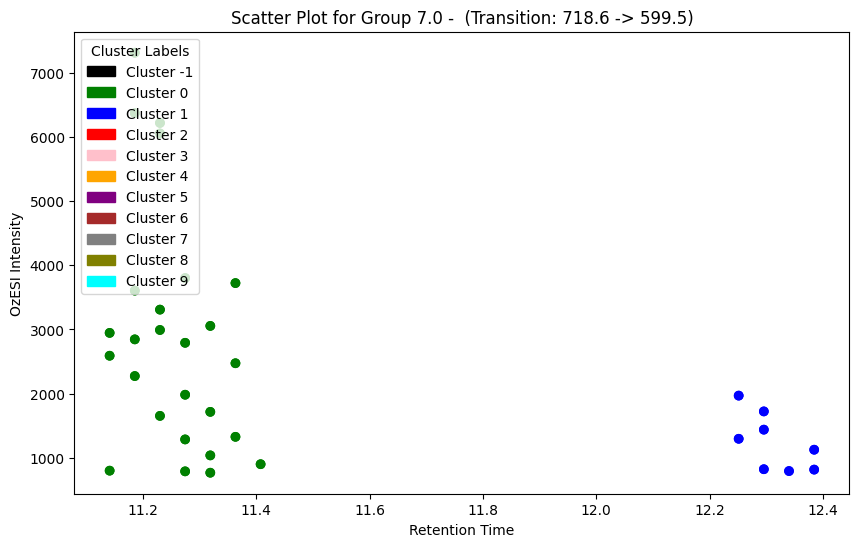 Scatter Plot for Group 7.0 -  (Transition: 718.6 -> 599.5)
Cluster Labels
Cluster -1
Cluster 0
Cluster 1
Cluster 2
Cluster 3
Cluster 4
Cluster 5
Cluster 6
Cluster 7
Cluster 8
Cluster 9
OzESI Intensity
7000
6000
5000
4000
3000
2000
1000
11.2 11.4 11.6 11.8 12.0 12.2 12.4
Retention Time